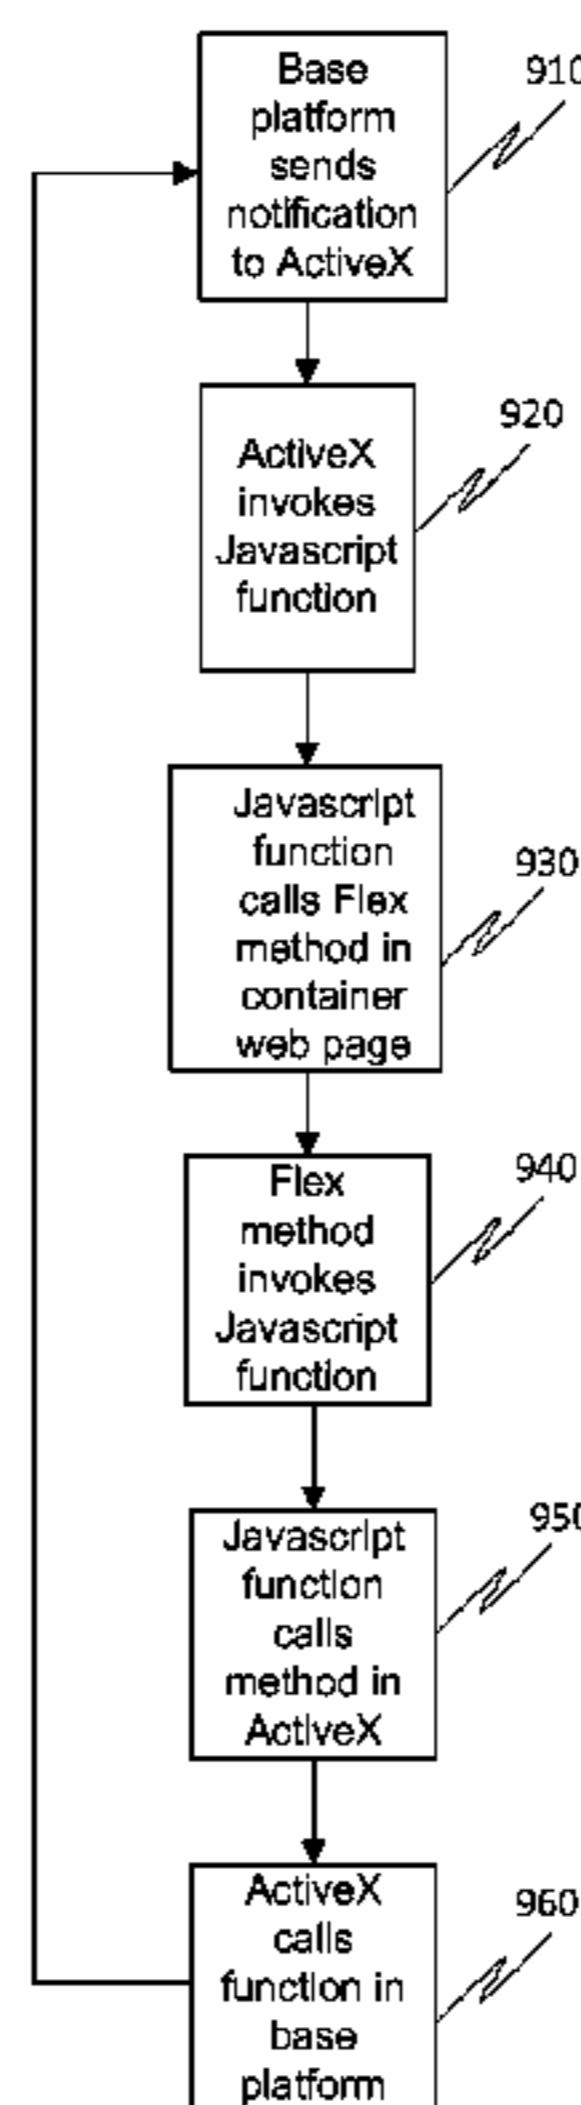 Base
platform
sends
notification
to ActiveX
910
ActiveX
invokes
Javascript
function
920
Javascript
function
calls Flex
method in
container
web page
930
Flex
method
invokes
Javascript
function
940
Javascript
function
calls
method in
ActiveX
950
ActiveX
calls
function in
base
platform
960